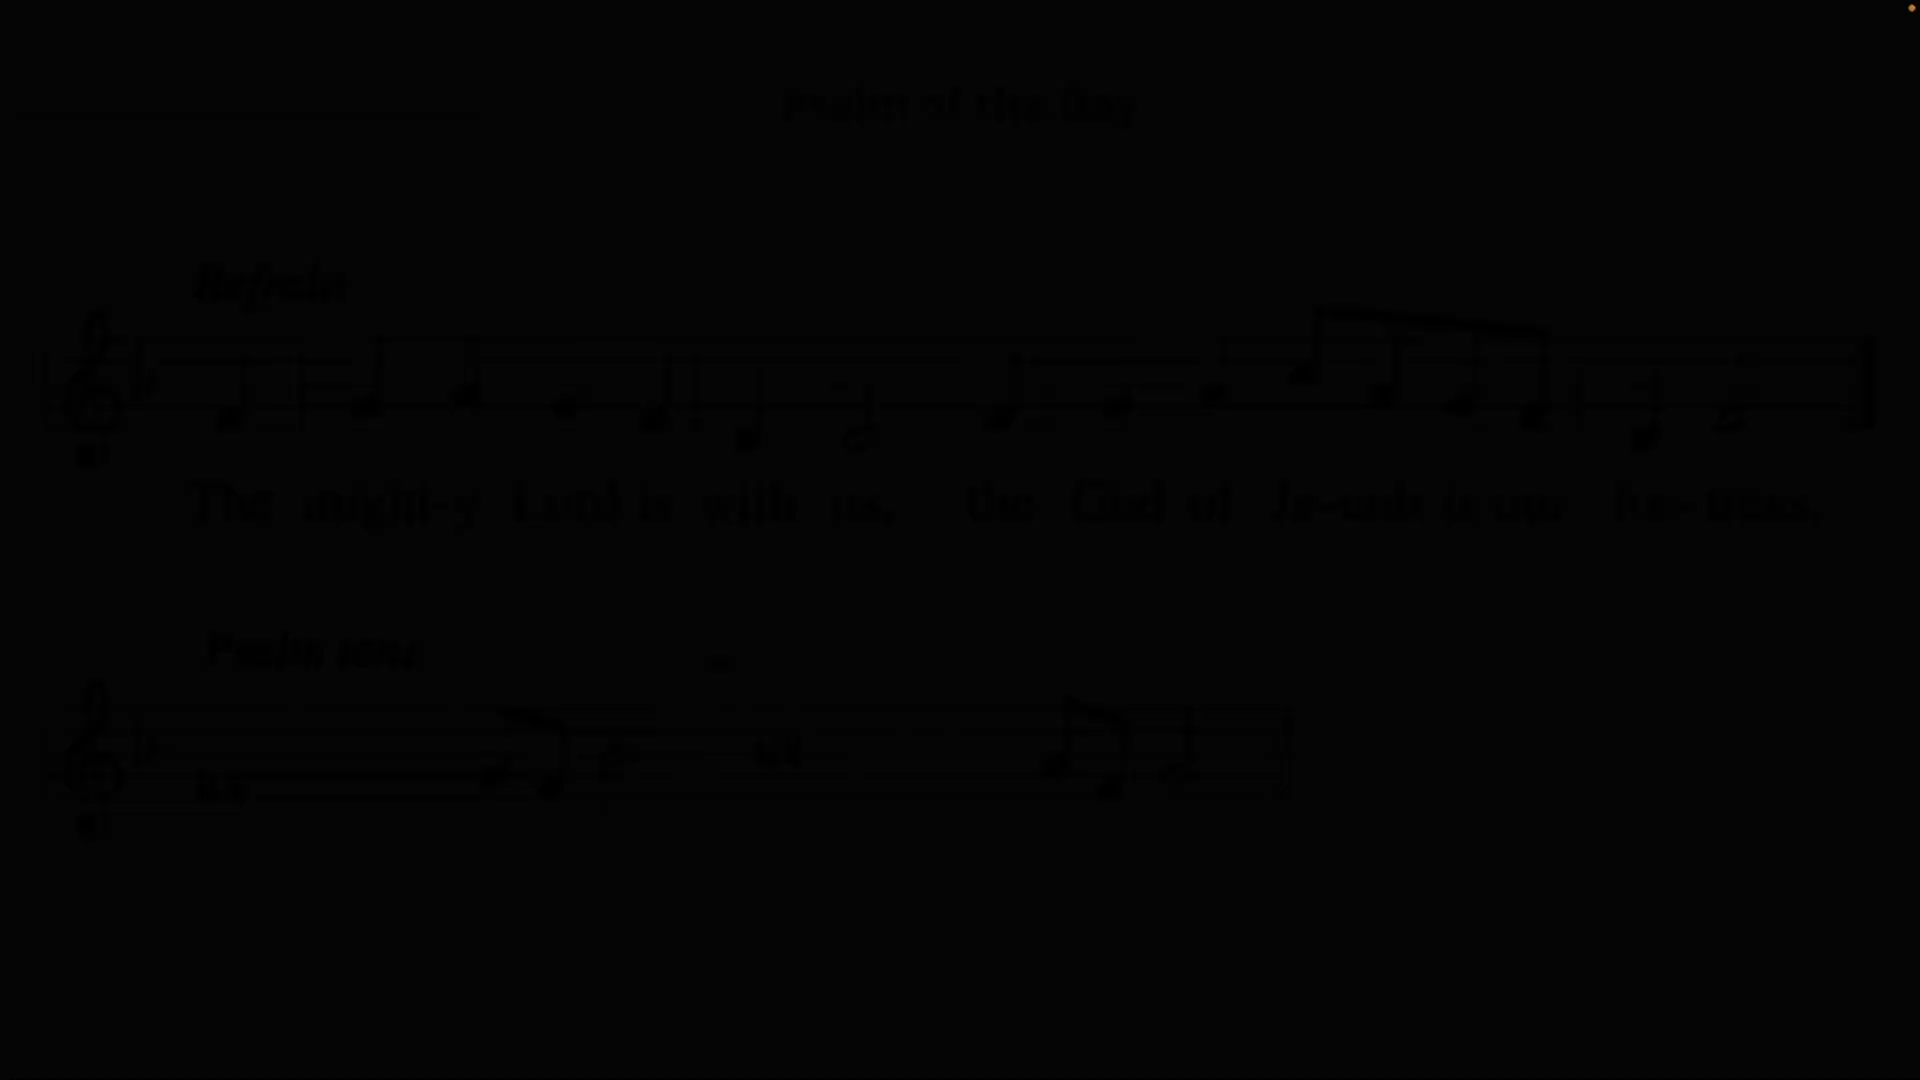 Psalm of the Day
Refrain
The might-y Lord is with us, the God of Ja-cob is our for-tress.
Psalm tone